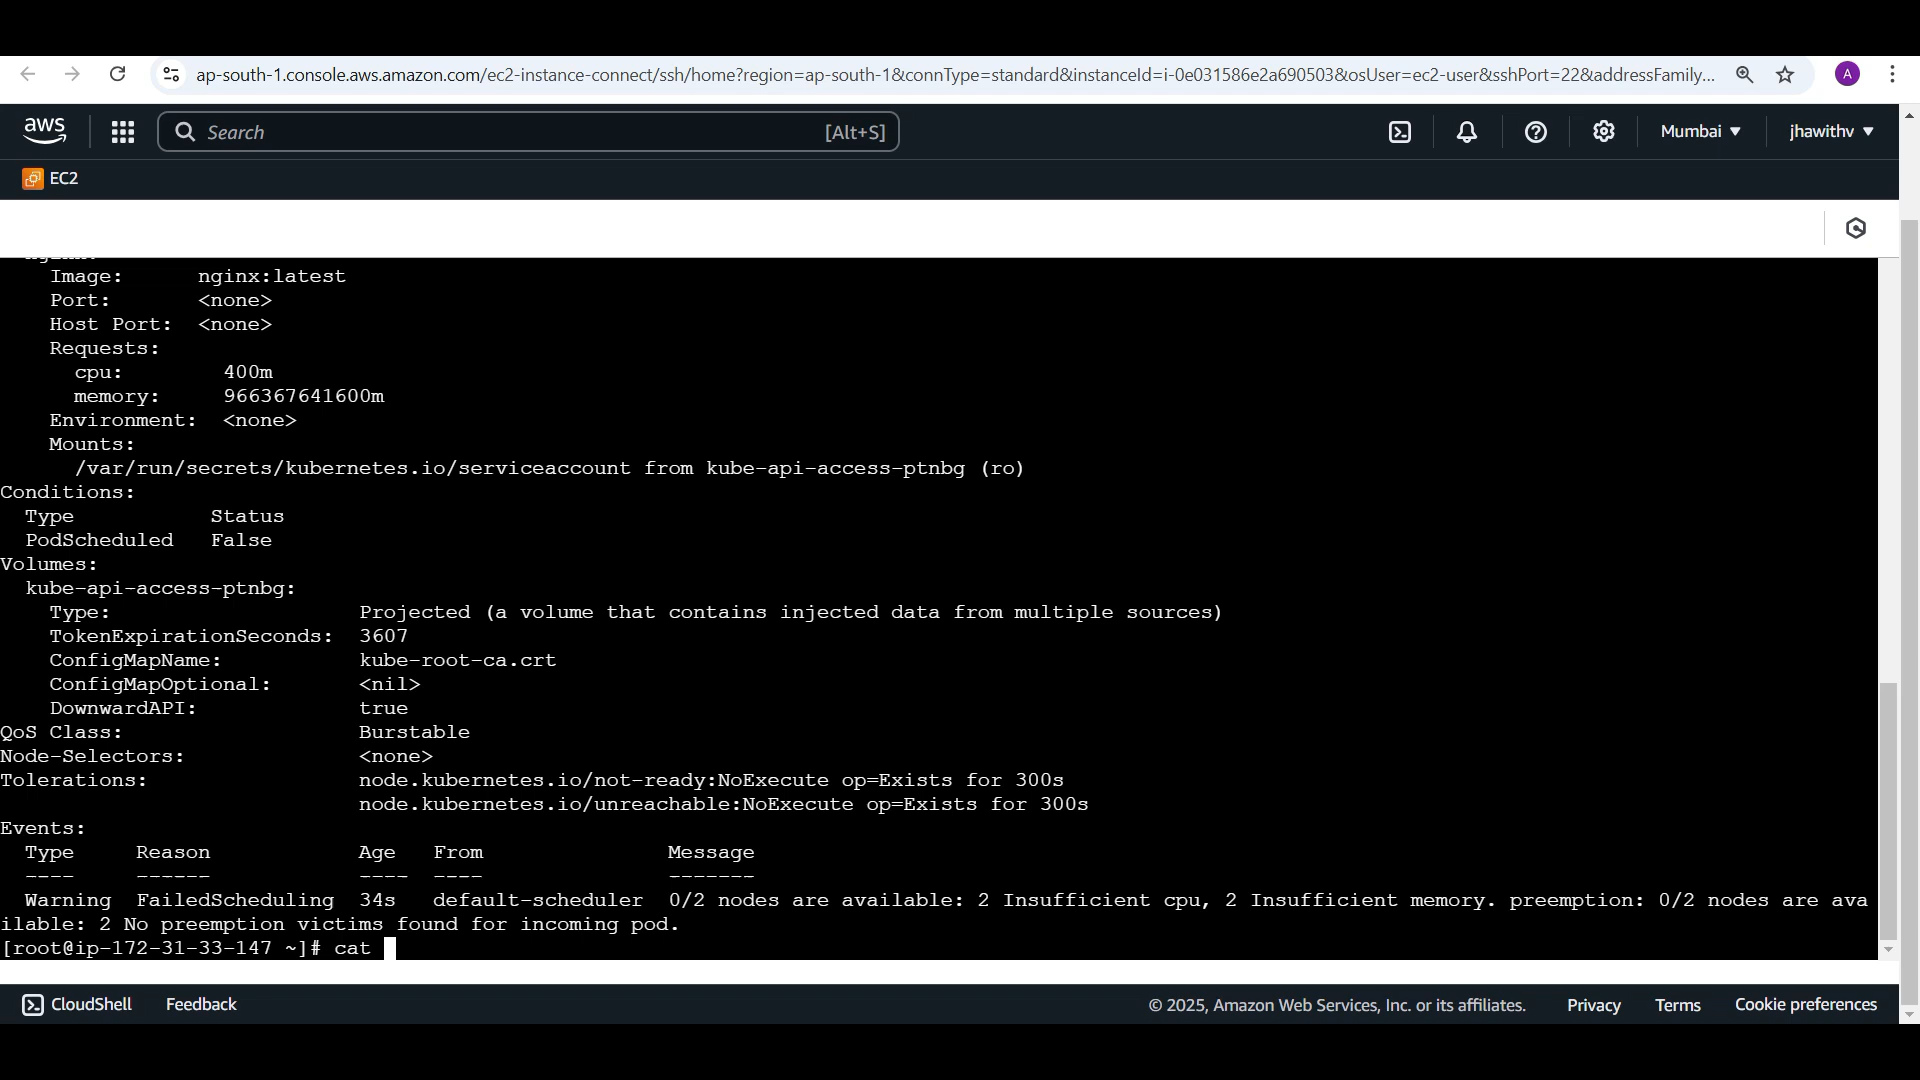 ap-south-1.console.aws.amazon.com/ec2-instance-connect/ssh/home?region=ap-south-1&connType=standard&instanceId=i-0e031586e2a690503&osUser=ec2-user&sshPort=22&addressFamily...
A
aws
Search [Alt+S]
Mumbai
jhawithv
EC2
Image: nginx:latest
Port: <none>
Host Port: <none>
Requests:
cpu: 400m
memory: 966367641600m
Environment: <none>
Mounts:
/var/run/secrets/kubernetes.io/serviceaccount from kube-api-access-ptnbg (ro)
Conditions:
Type Status
PodScheduled False
Volumes:
kube-api-access-ptnbg:
Type: Projected (a volume that contains injected data from multiple sources)
TokenExpirationSeconds: 3607
ConfigMapName: kube-root-ca.crt
ConfigMapOptional: <nil>
DownwardAPI: true
QoS Class: Burstable
Node-Selectors: <none>
Tolerations: node.kubernetes.io/not-ready:NoExecute op=Exists for 300s
node.kubernetes.io/unreachable:NoExecute op=Exists for 300s
Events:
Type Reason Age From Message
---- ------ ---- ---- -------
Warning FailedScheduling 34s default-scheduler 0/2 nodes are available: 2 Insufficient cpu, 2 Insufficient memory. preemption: 0/2 nodes are ava
ilable: 2 No preemption victims found for incoming pod.
[root@ip-172-31-33-147 ~]# cat
CloudShell Feedback © 2025, Amazon Web Services, Inc. or its affiliates. Privacy Terms Cookie preferences